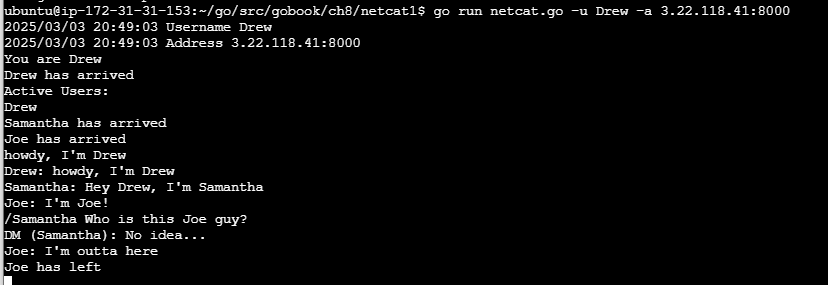 ubuntu@ip-172-31-31-153:~/go/src/gobook/ch8/netcat1$ go run netcat.go -u Drew -a 3.22.118.41:8000
2025/03/03 20:49:03 Username Drew
2025/03/03 20:49:03 Address 3.22.118.41:8000
You are Drew
Drew has arrived
Active Users:
Drew
Samantha has arrived
Joe has arrived
howdy, I'm Drew
Drew: howdy, I'm Drew
Samantha: Hey Drew, I'm Samantha
Joe: I'm Joe!
/Samantha Who is this Joe guy?
DM (Samantha): No idea...
Joe: I'm outta here
Joe has left